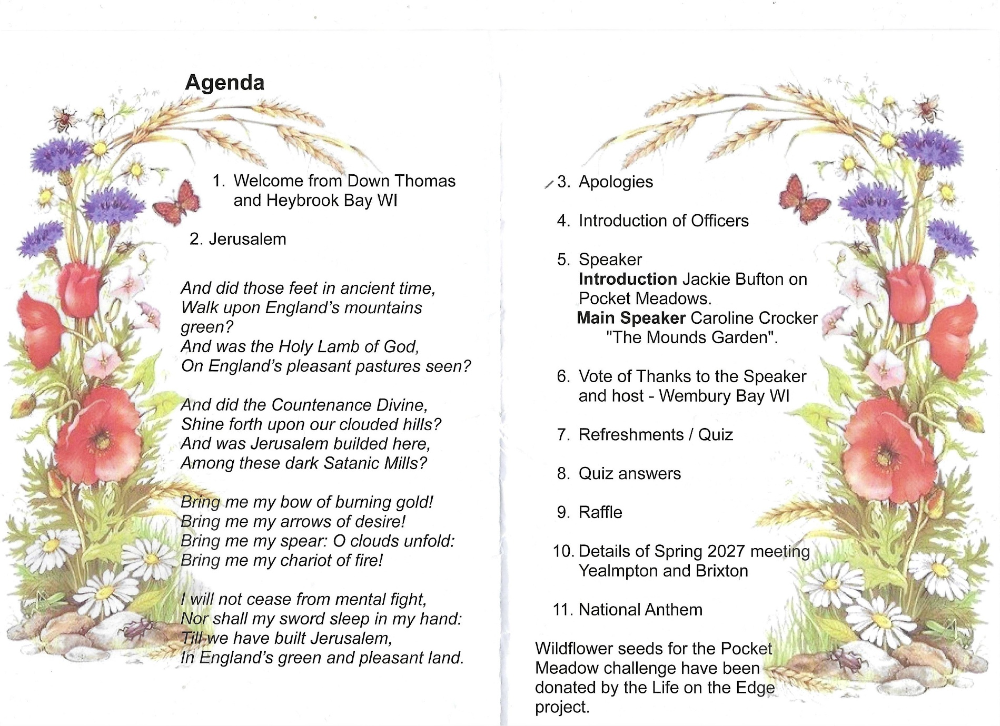 Agenda
1. Welcome from Down Thomas
and Heybrook Bay WI
2. Jerusalem
And did those feet in ancient time,
Walk upon England’s mountains
green?
And was the Holy Lamb of God,
On England’s pleasant pastures seen?
And did the Countenance Divine,
Shine forth upon our clouded hills?
And was Jerusalem builded here,
Among these dark Satanic Mills?
Bring me my bow of burning gold!
Bring me my arrows of desire!
Bring me my spear: O clouds unfold:
Bring me my chariot of fire!
I will not cease from mental fight,
Nor shall my sword sleep in my hand:
Till we have built Jerusalem,
In England’s green and pleasant land.
3. Apologies
4. Introduction of Officers
5. Speaker
Introduction Jackie Bufton on
Pocket Meadows.
Main Speaker Caroline Crocker
"The Mounds Garden".
6. Vote of Thanks to the Speaker
and host - Wembury Bay WI
7. Refreshments / Quiz
8. Quiz answers
9. Raffle
10. Details of Spring 2027 meeting
Yealmpton and Brixton
11. National Anthem
Wildflower seeds for the Pocket
Meadow challenge have been
donated by the Life on the Edge
project.